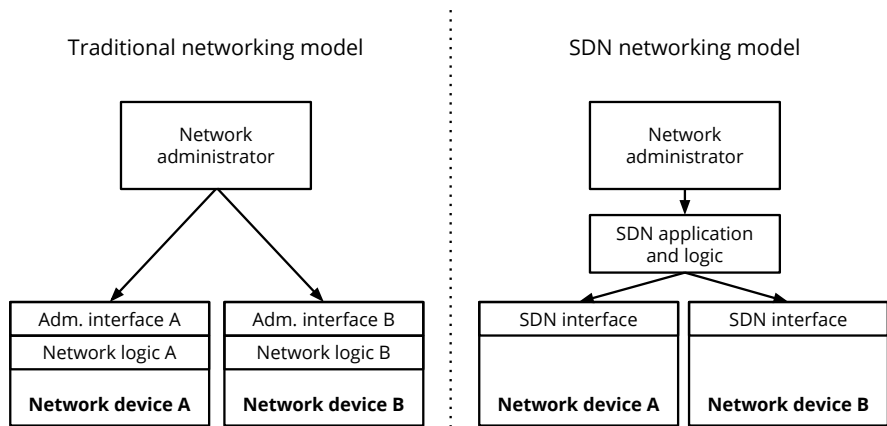 Traditional networking model
Network
administrator
Adm. interface A
Network logic A
Network device A
Adm. interface B
Network logic B
Network device B
SDN networking model
Network
administrator
SDN application
and logic
SDN interface
Network device A
SDN interface
Network device B